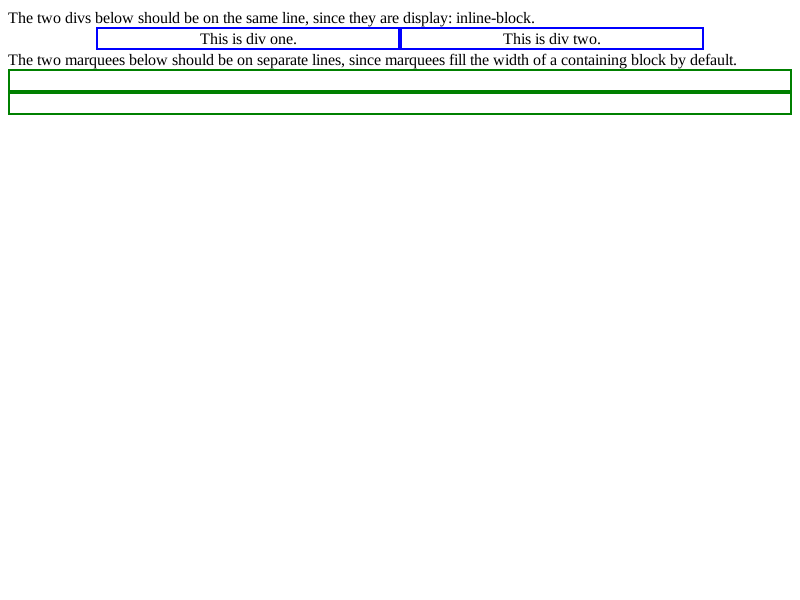 The two divs below should be on the same line, since they are display: inline-block.
This is div one. This is div two.
The two marquees below should be on separate lines, since marquees fill the width of a containing block by default.